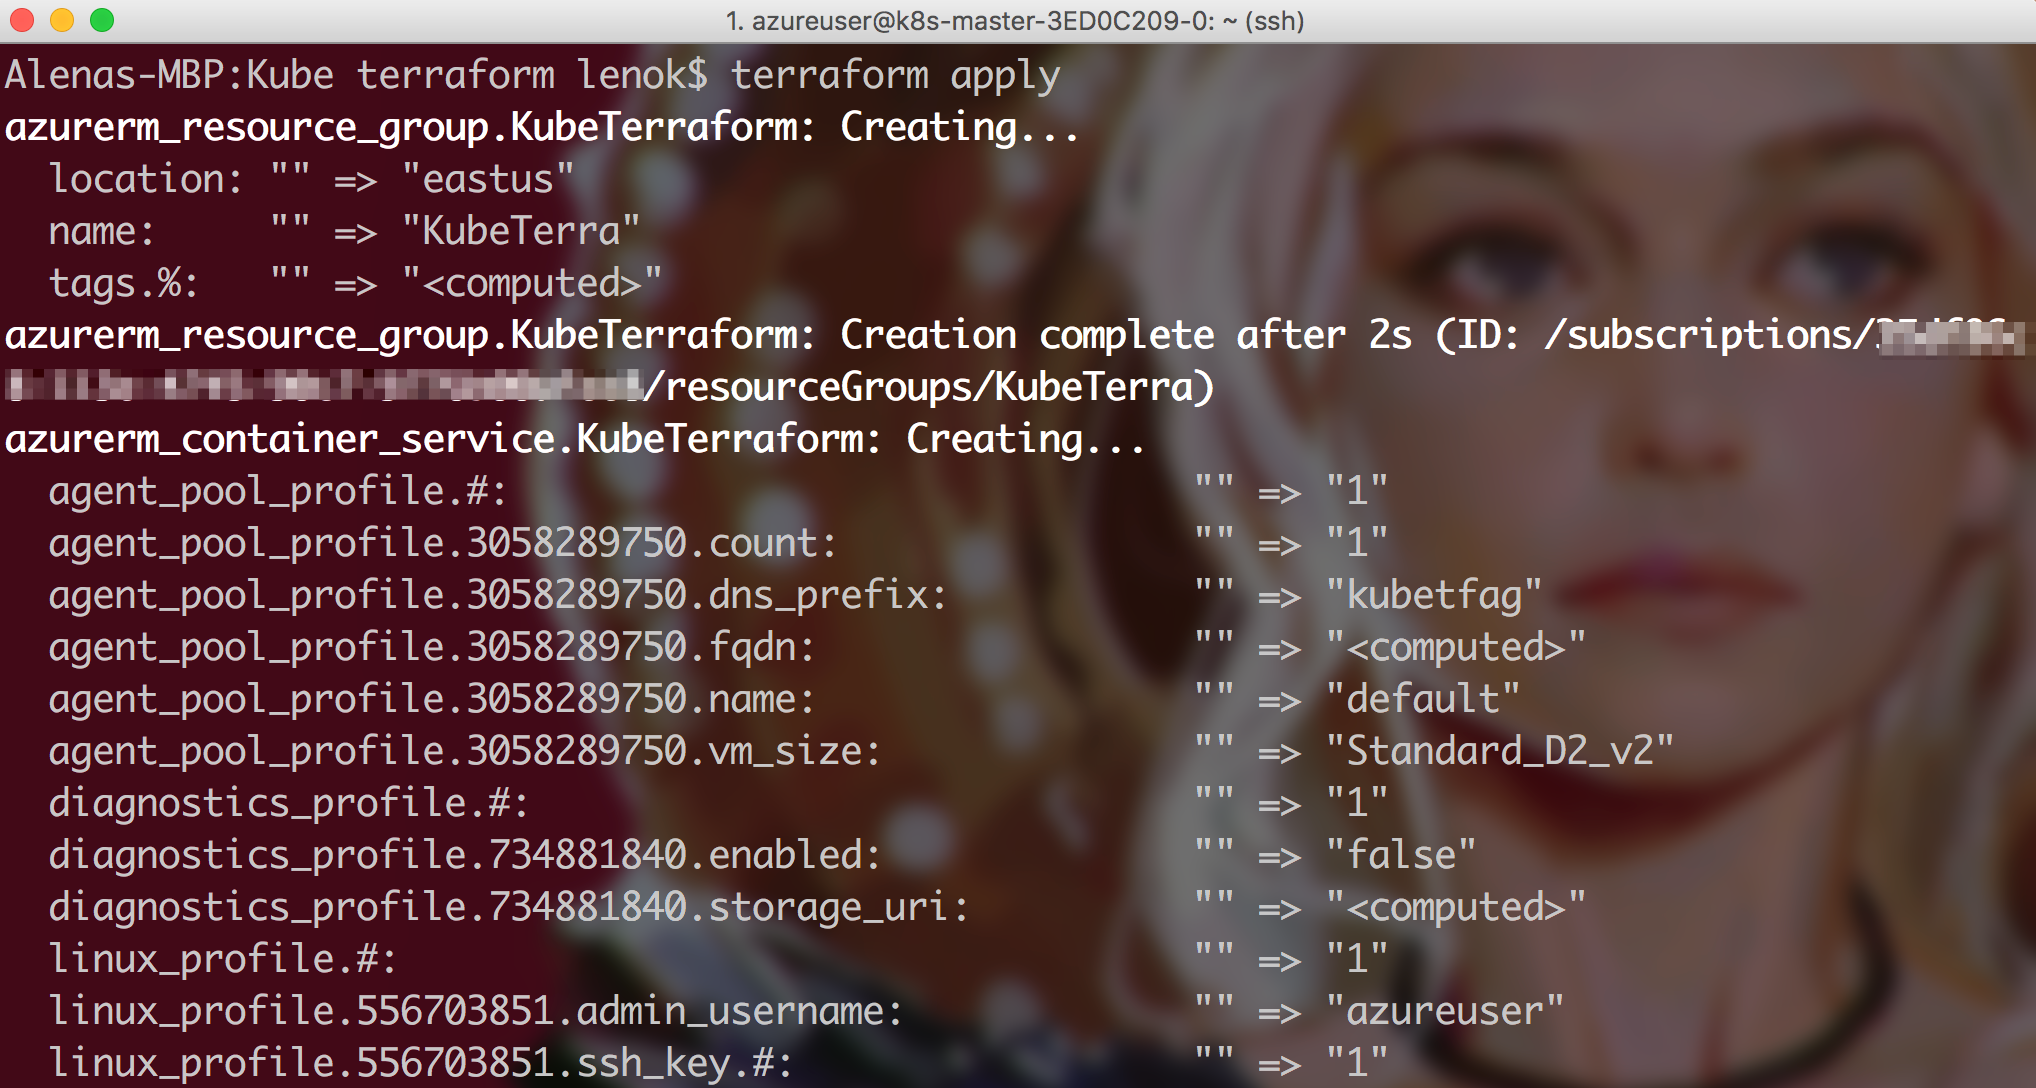 1. azureuser@k8s-master-3ED0C209-0: ~ (ssh)
Alenas-MBP:Kube terraform lenok$ terraform apply
azurerm_resource_group.KubeTerraform: Creating...
  location: "" => "eastus"
  name:     "" => "KubeTerra"
  tags.%:   "" => "<computed>"
azurerm_resource_group.KubeTerraform: Creation complete after 2s (ID: /subscriptions/
/resourceGroups/KubeTerra)
azurerm_container_service.KubeTerraform: Creating...
  agent_pool_profile.#:                                "" => "1"
  agent_pool_profile.3058289750.count:                 "" => "1"
  agent_pool_profile.3058289750.dns_prefix:            "" => "kubetfag"
  agent_pool_profile.3058289750.fqdn:                  "" => "<computed>"
  agent_pool_profile.3058289750.name:                  "" => "default"
  agent_pool_profile.3058289750.vm_size:               "" => "Standard_D2_v2"
  diagnostics_profile.#:                               "" => "1"
  diagnostics_profile.734881840.enabled:               "" => "false"
  diagnostics_profile.734881840.storage_uri:           "" => "<computed>"
  linux_profile.#:                                     "" => "1"
  linux_profile.556703851.admin_username:              "" => "azureuser"
  linux_profile.556703851.ssh_key.#:                   "" => "1"